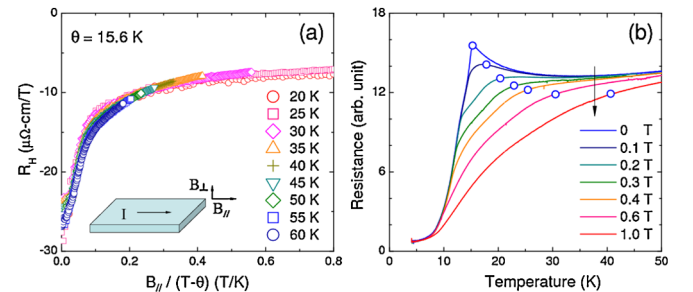 (a)
θ = 15.6 K
R_H (μΩ-cm/T)
0
-10
-20
-30
20 K
25 K
30 K
35 K
40 K
45 K
50 K
55 K
60 K
I
B⊥
B//
0.0 0.2 0.4 0.6 0.8
B// / (T-θ) (T/K)
(b)
Resistance (arb. unit)
18
12
6
0
0 T
0.1 T
0.2 T
0.3 T
0.4 T
0.6 T
1.0 T
0 10 20 30 40 50
Temperature (K)